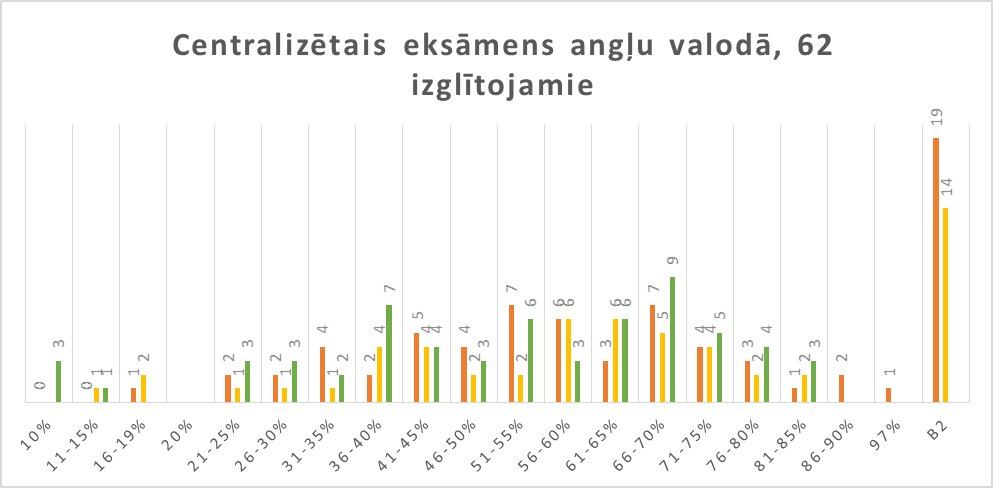 Centralizētais eksāmens angļu valodā, 62
izglītojamie
0 3
0 1 1
1 2
2 1 3
2 1 3
4 1 2
2 4 7
5 4 4
4 2 3
7 2 6
6 6 3
3 6 6
7 5 9
4 4 5
3 2 4
1 2 3
2
1
19 14
10% 11-15% 16-19% 20% 21-25% 26-30% 31-35% 36-40% 41-45% 46-50% 51-55% 56-60% 61-65% 66-70% 71-75% 76-80% 81-85% 86-90% 97% B2